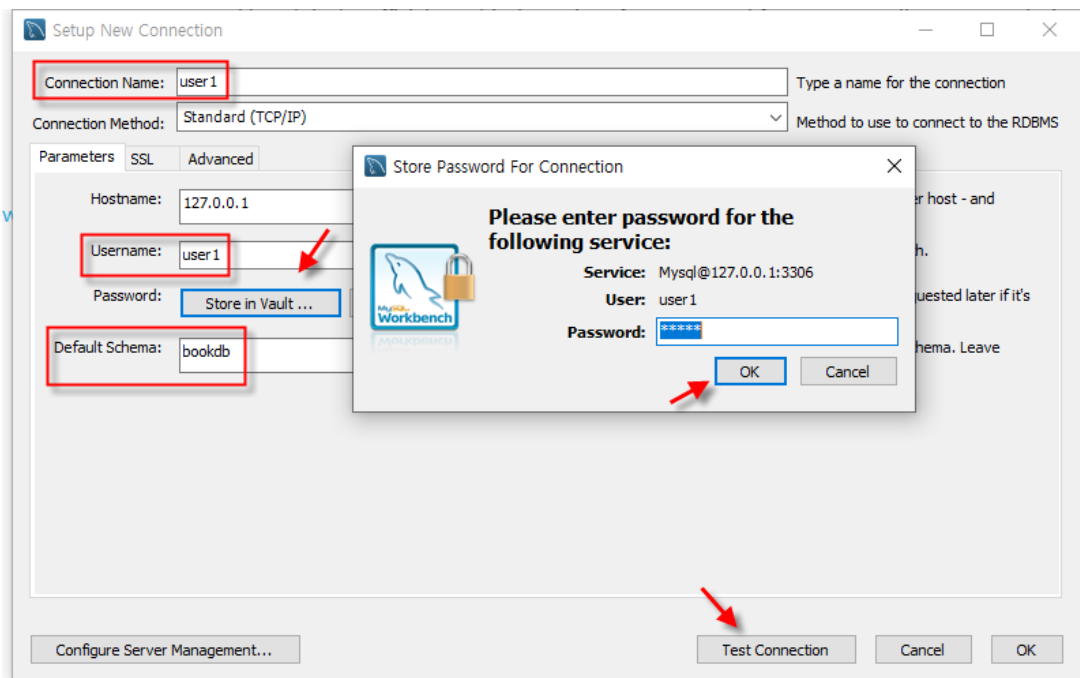 Setup New Connection
Connection Name: user1 Type a name for the connection
Connection Method: Standard (TCP/IP) Method to use to connect to the RDBMS
Parameters SSL Advanced
Hostname: 127.0.0.1 er host - and
Username: user1 h.
Password: Store in Vault ... uested later if it's
Default Schema: bookdb hema. Leave
Store Password For Connection
Please enter password for the
following service:
Service: Mysql@127.0.0.1:3306
User: user1
Password: *****
MySQL
Workbench
OK Cancel
Configure Server Management... Test Connection Cancel OK